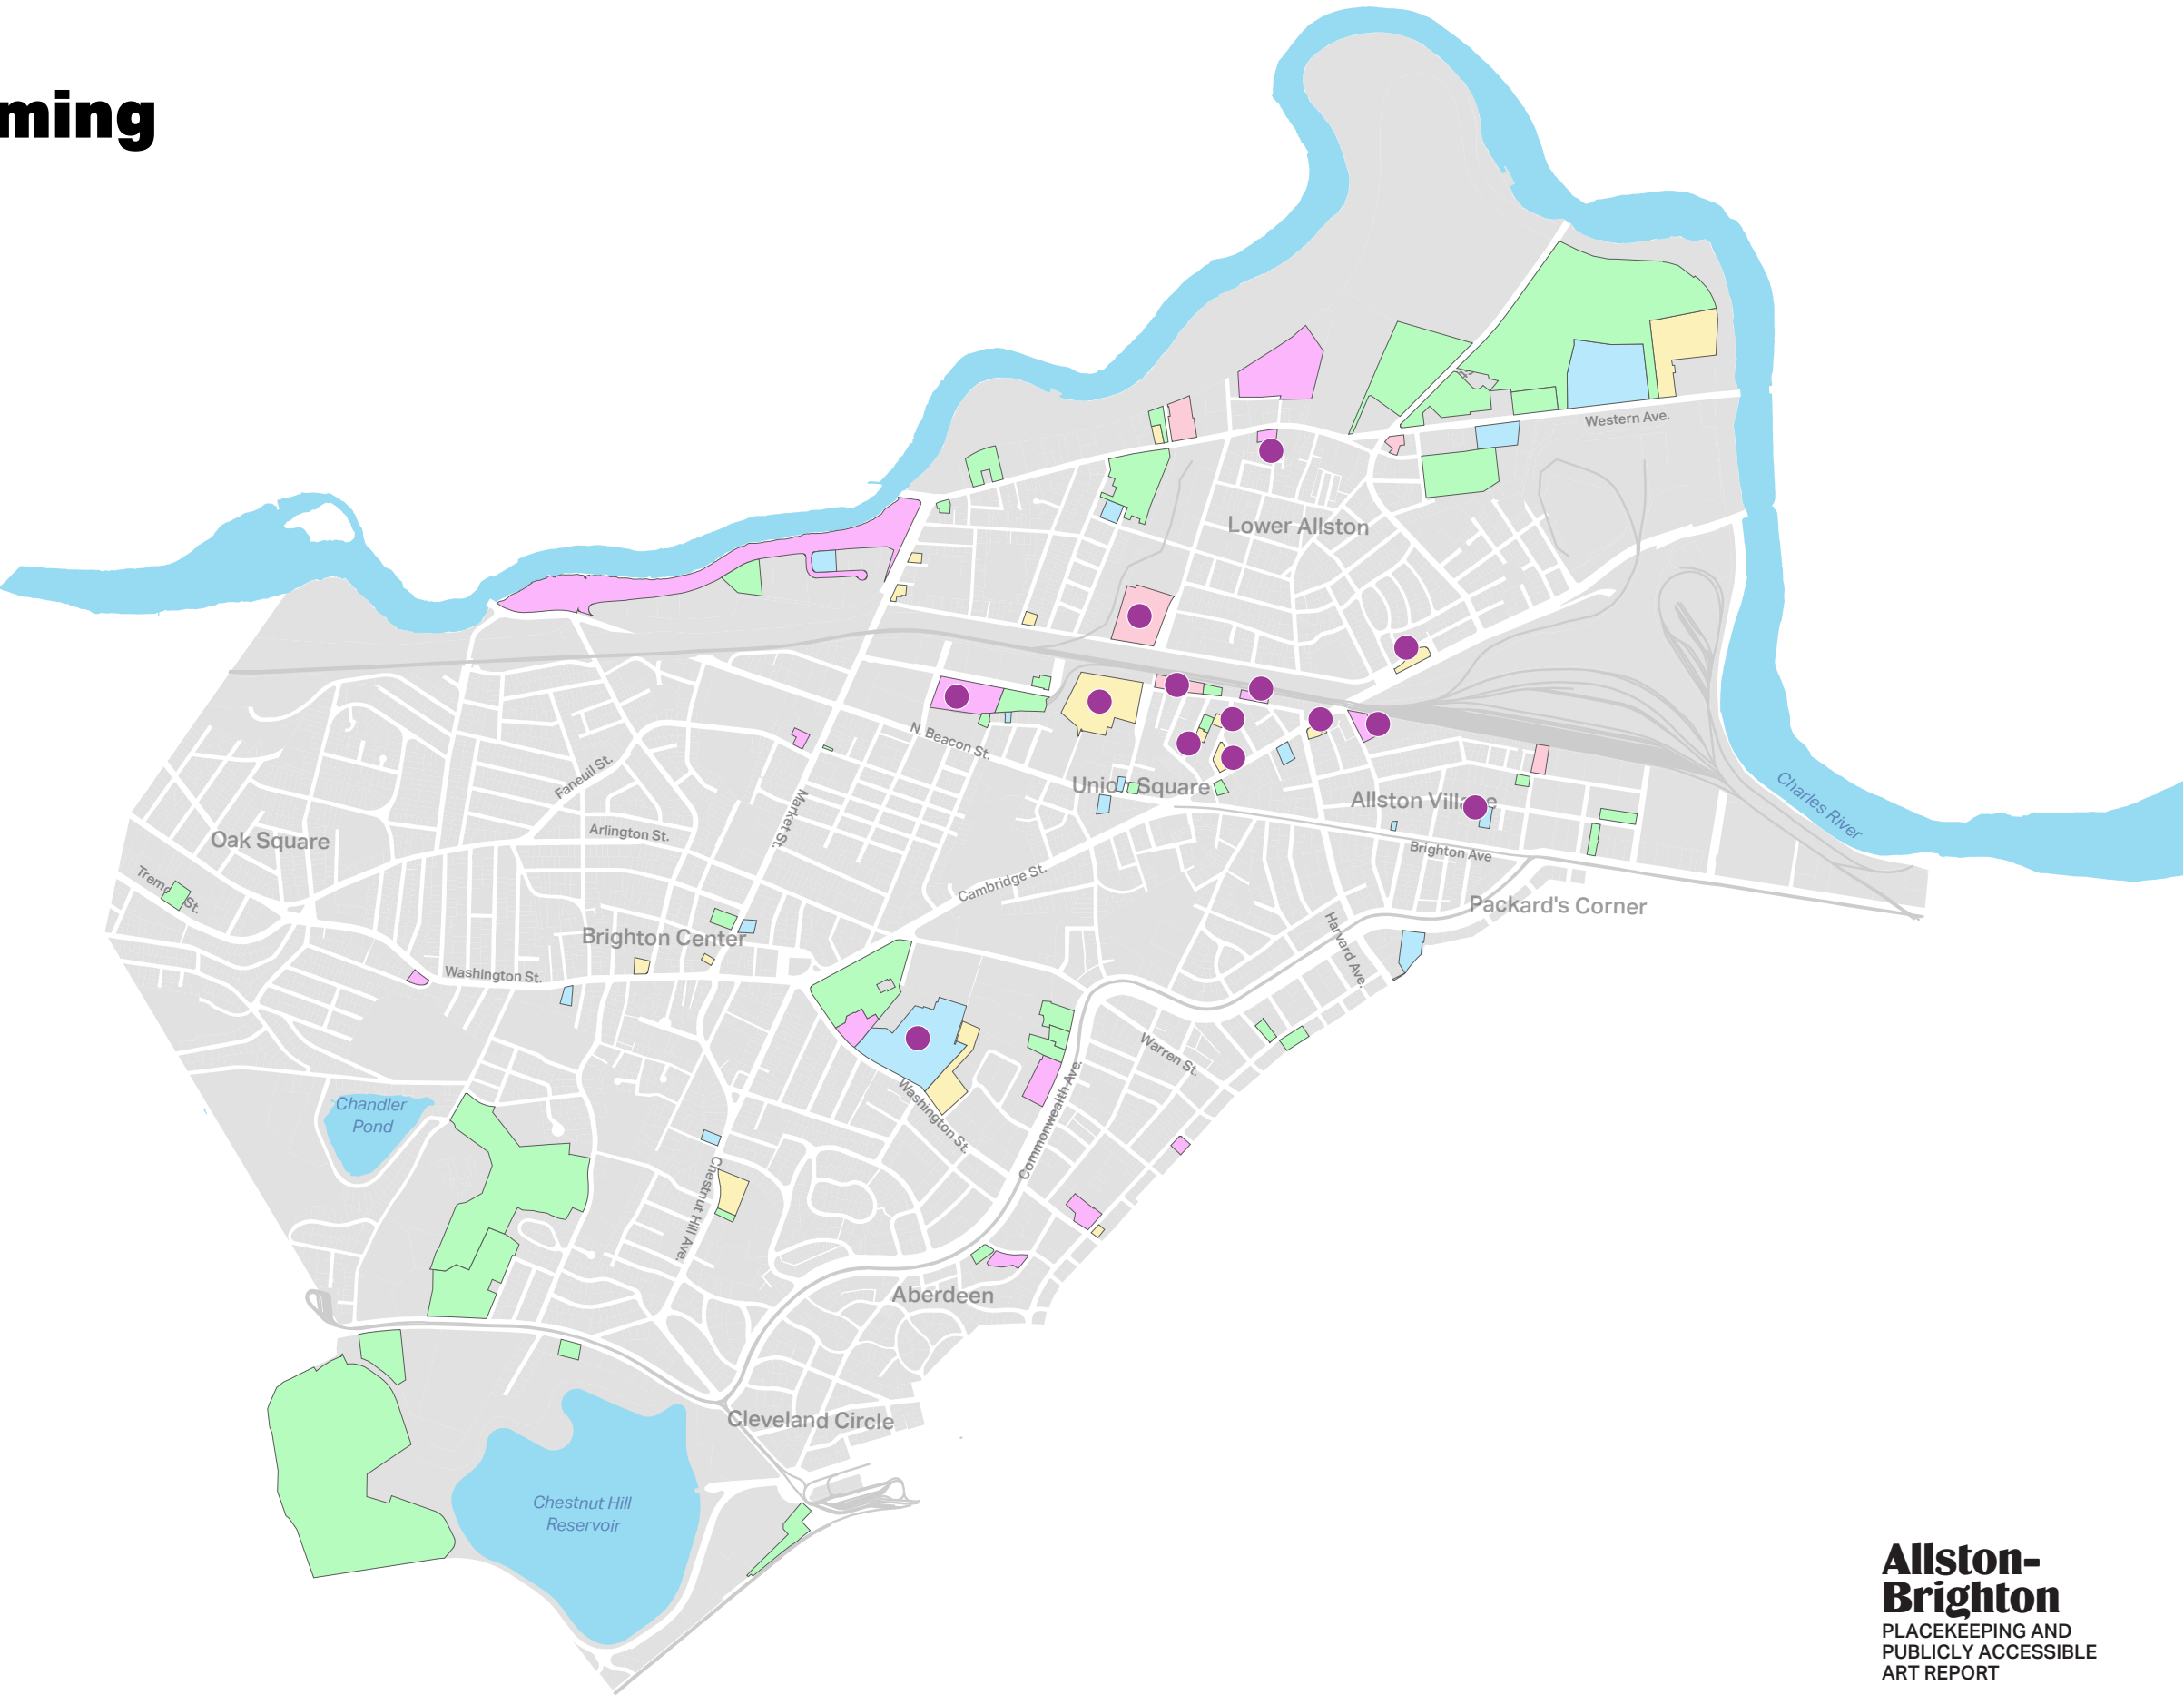 ming
Western Ave.
Lower Allston
N. Beacon St.
Faneuil St.
Market St.
Union Square
Allston Village
Charles River
Oak Square
Arlington St.
Brighton Ave
Tremont St.
Cambridge St.
Packard's Corner
Brighton Center
Harvard Ave.
Washington St.
Warren St.
Chandler
Pond
Washington St.
Commonwealth Ave.
Chestnut Hill Ave.
Aberdeen
Cleveland Circle
Chestnut Hill
Reservoir
Allston-
Brighton
PLACEKEEPING AND
PUBLICLY ACCESSIBLE
ART REPORT